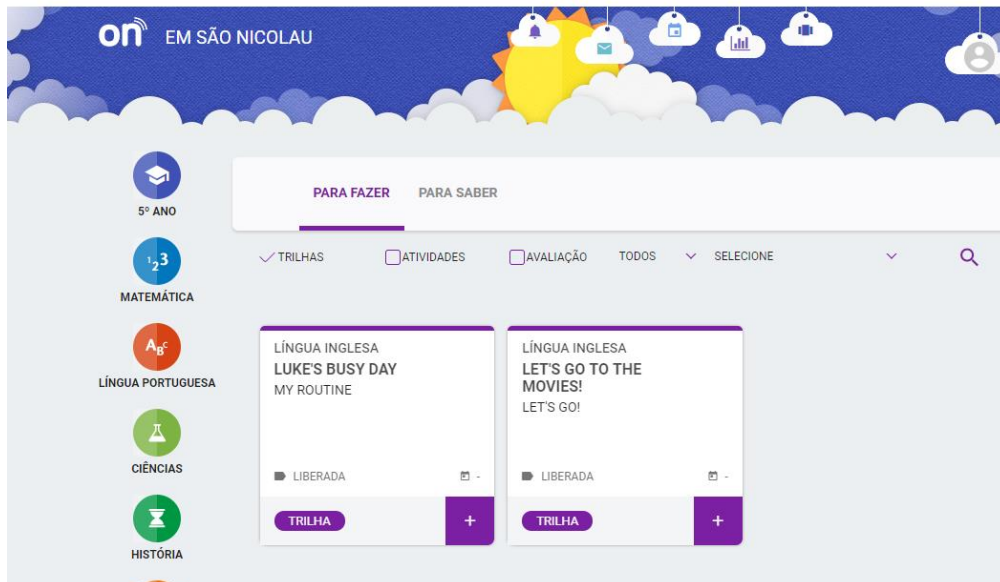 on EM SÃO NICOLAU
5º ANO
123
MATEMÁTICA
ABC
LÍNGUA PORTUGUESA
CIÊNCIAS
HISTÓRIA
PARA FAZER PARA SABER
TRILHAS ATIVIDADES AVALIAÇÃO TODOS SELECIONE
LÍNGUA INGLESA
LUKE'S BUSY DAY
MY ROUTINE
LIBERADA -
TRILHA +
LÍNGUA INGLESA
LET'S GO TO THE
MOVIES!
LET'S GO!
LIBERADA -
TRILHA +